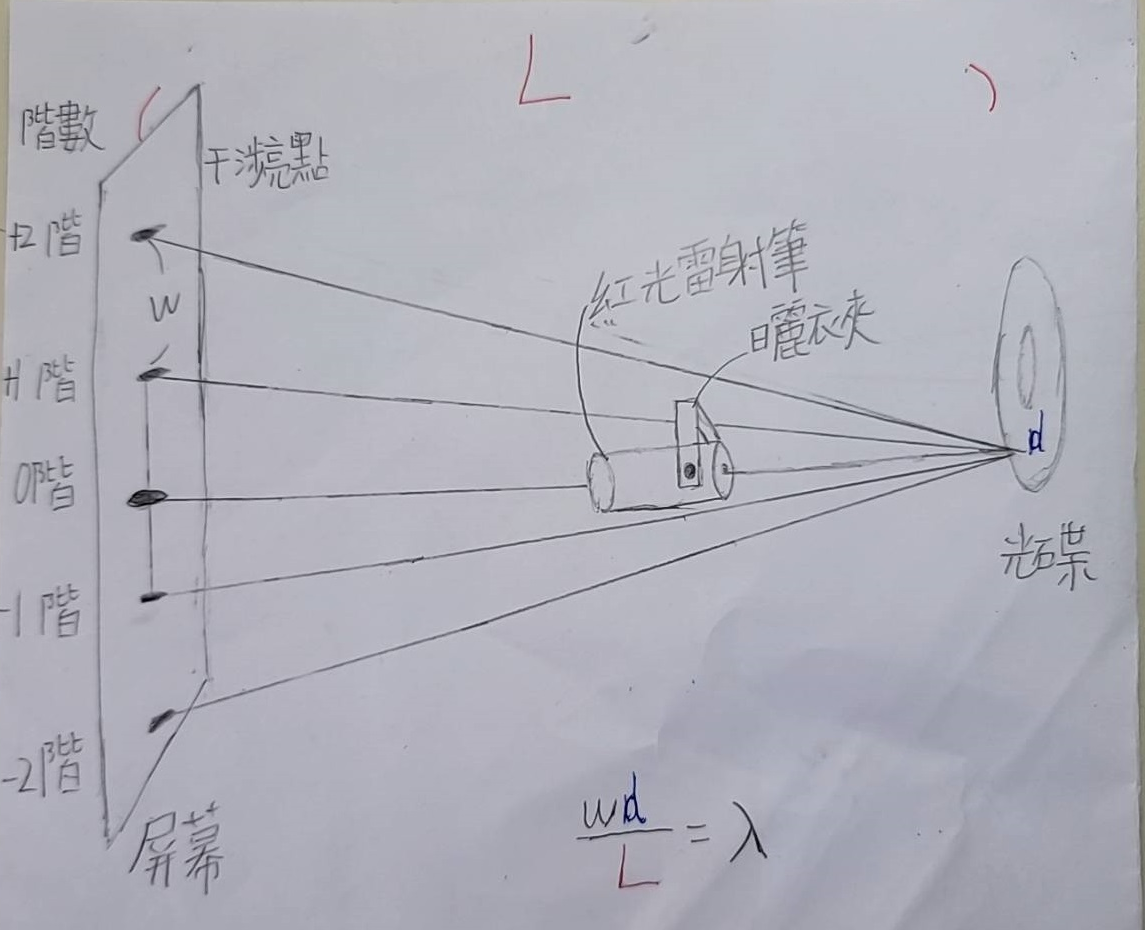 L
階數
干涉亮點
+2階
W
紅光雷射筆
曬衣夾
+1階
d
0階
光碟
-1階
-2階
屏幕
wd/L = λ